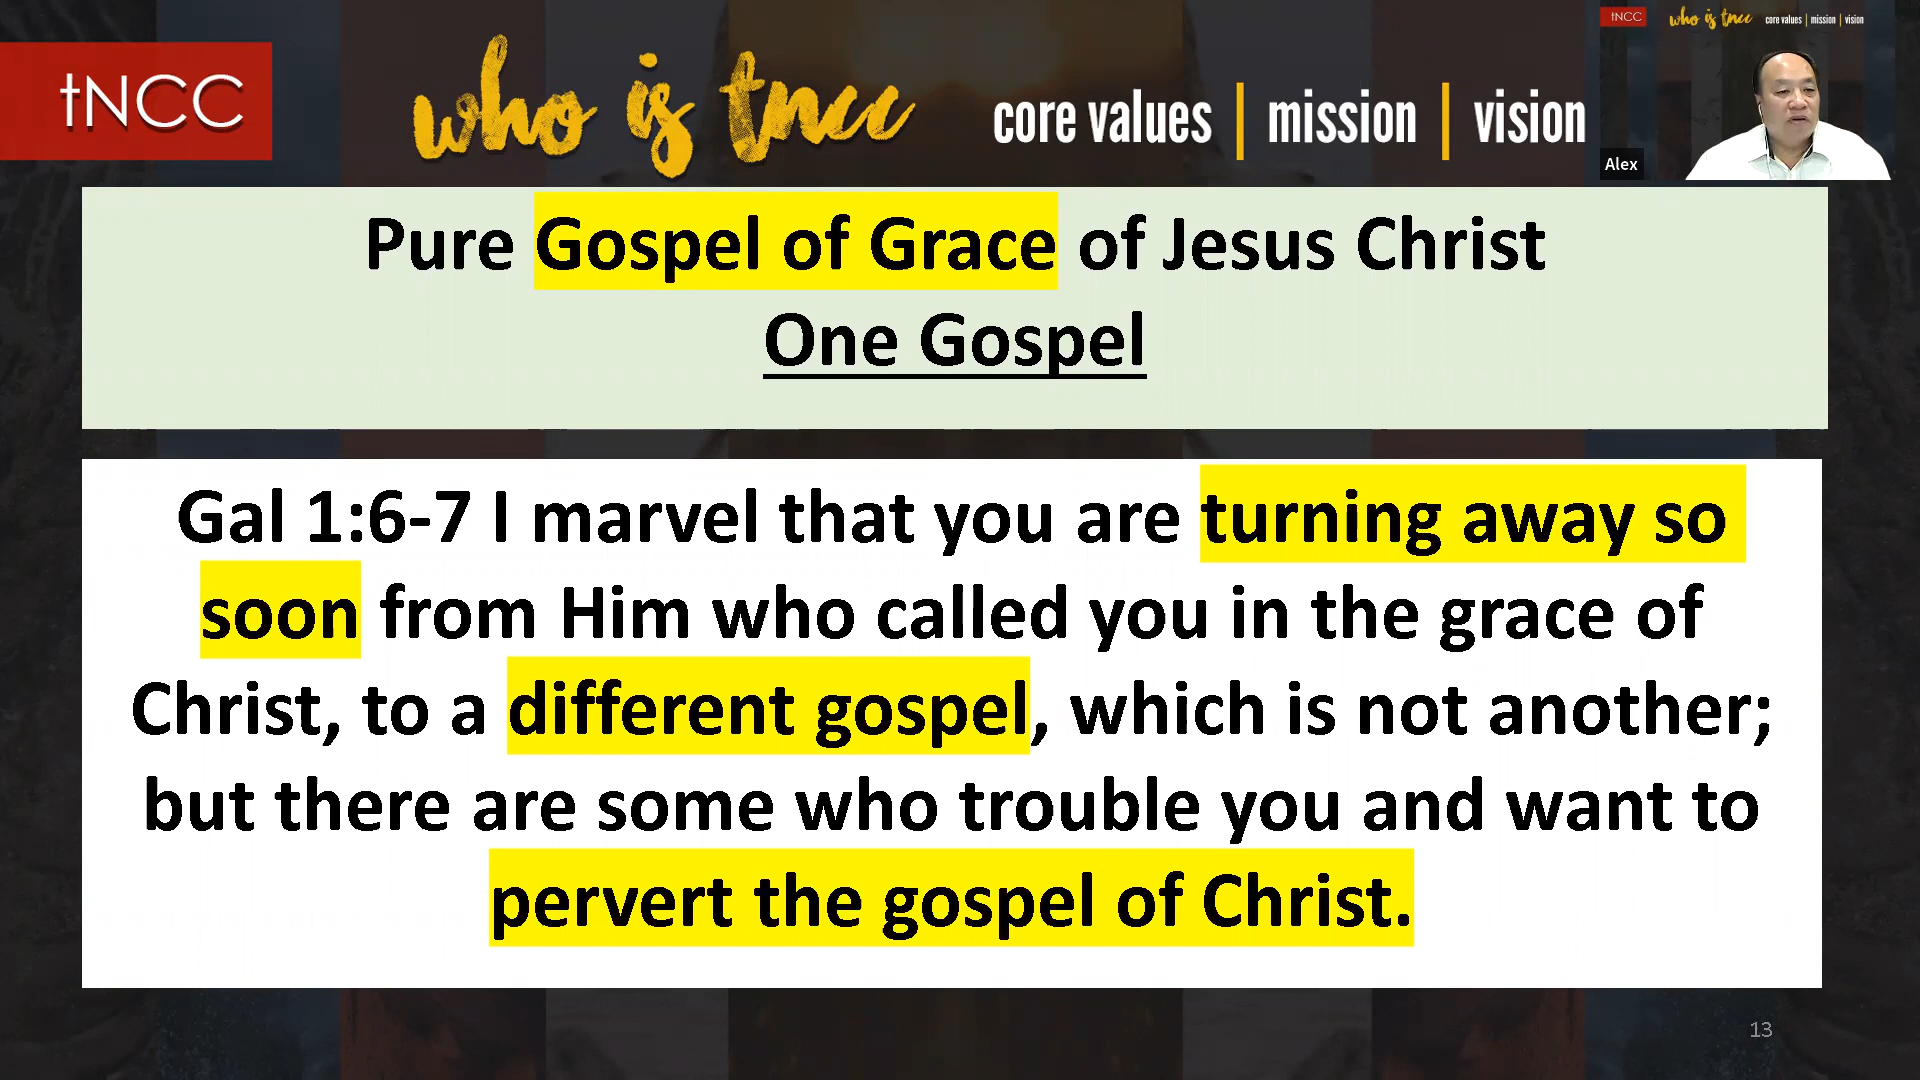 tNCC
who is tncc
core values | mission | vision
tNCC
who is tncc
core values | mission | vision
Alex
Pure Gospel of Grace of Jesus Christ
One Gospel
Gal 1:6-7 I marvel that you are turning away so
soon from Him who called you in the grace of
Christ, to a different gospel, which is not another;
but there are some who trouble you and want to
pervert the gospel of Christ.
13